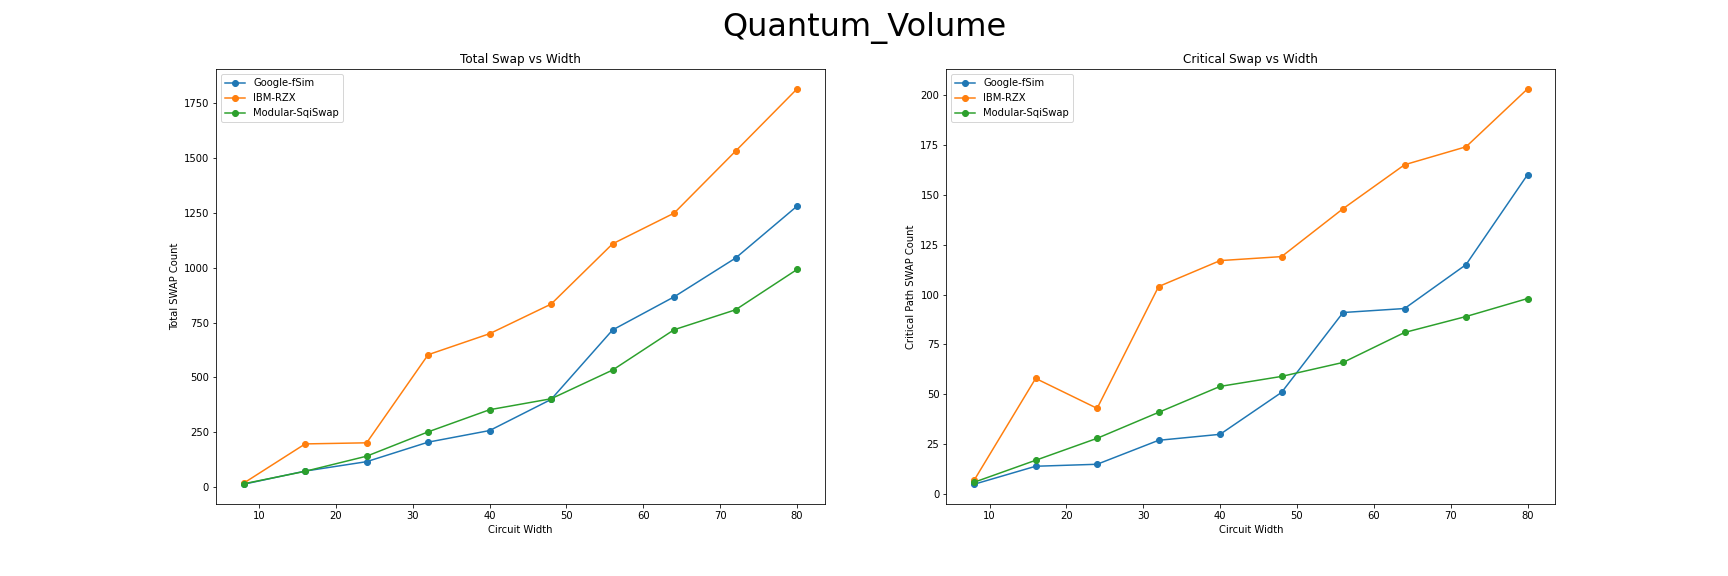 Quantum_Volume
Total Swap vs Width
Google-fSim
IBM-RZX
Modular-SqiSwap
1750
1500
1250
1000
750
500
250
0
Total SWAP Count
10 20 30 40 50 60 70 80
Circuit Width
Critical Swap vs Width
Google-fSim
IBM-RZX
Modular-SqiSwap
200
175
150
125
100
75
50
25
0
Critical Path SWAP Count
10 20 30 40 50 60 70 80
Circuit Width